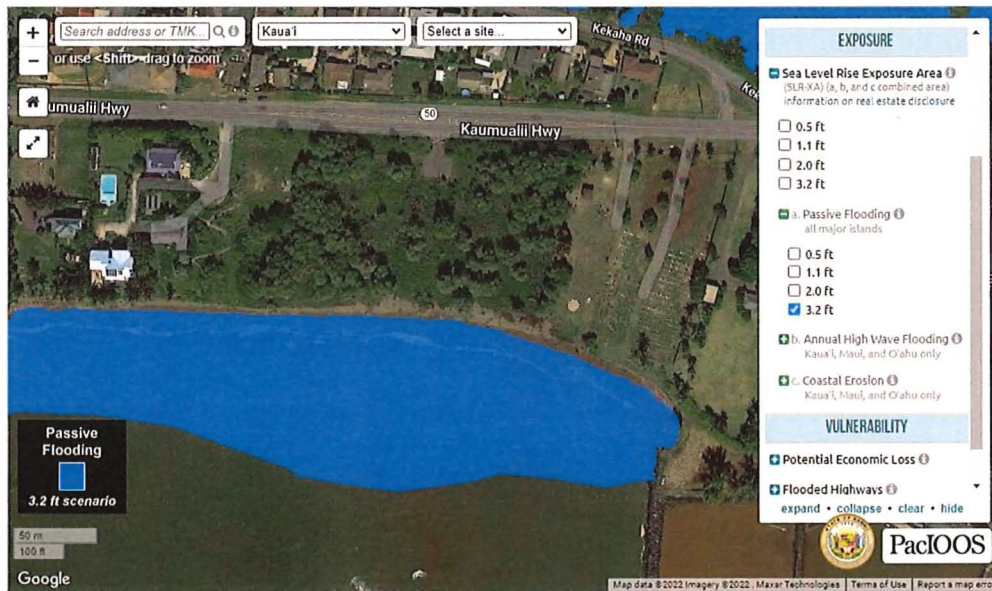 +
−
Search address or TMK...
Kaua'i
Select a site...
or use <Shift> drag to zoom
Kekaha Rd
umualii Hwy
50
Kaumualii Hwy
EXPOSURE
Sea Level Rise Exposure Area
(SLR-XA) (a, b, and c combined area)
information on real estate disclosure
0.5 ft
1.1 ft
2.0 ft
3.2 ft
a. Passive Flooding
all major islands
0.5 ft
1.1 ft
2.0 ft
3.2 ft
b. Annual High Wave Flooding
Kaua'i, Maui, and O'ahu only
c. Coastal Erosion
Kaua'i, Maui, and O'ahu only
VULNERABILITY
Potential Economic Loss
Flooded Highways
expand • collapse • clear • hide
Passive
Flooding
3.2 ft scenario
50 m
100 ft
Google
PacIOOS
Map data ©2022 Imagery ©2022 , Maxar Technologies
Terms of Use
Report a map erro